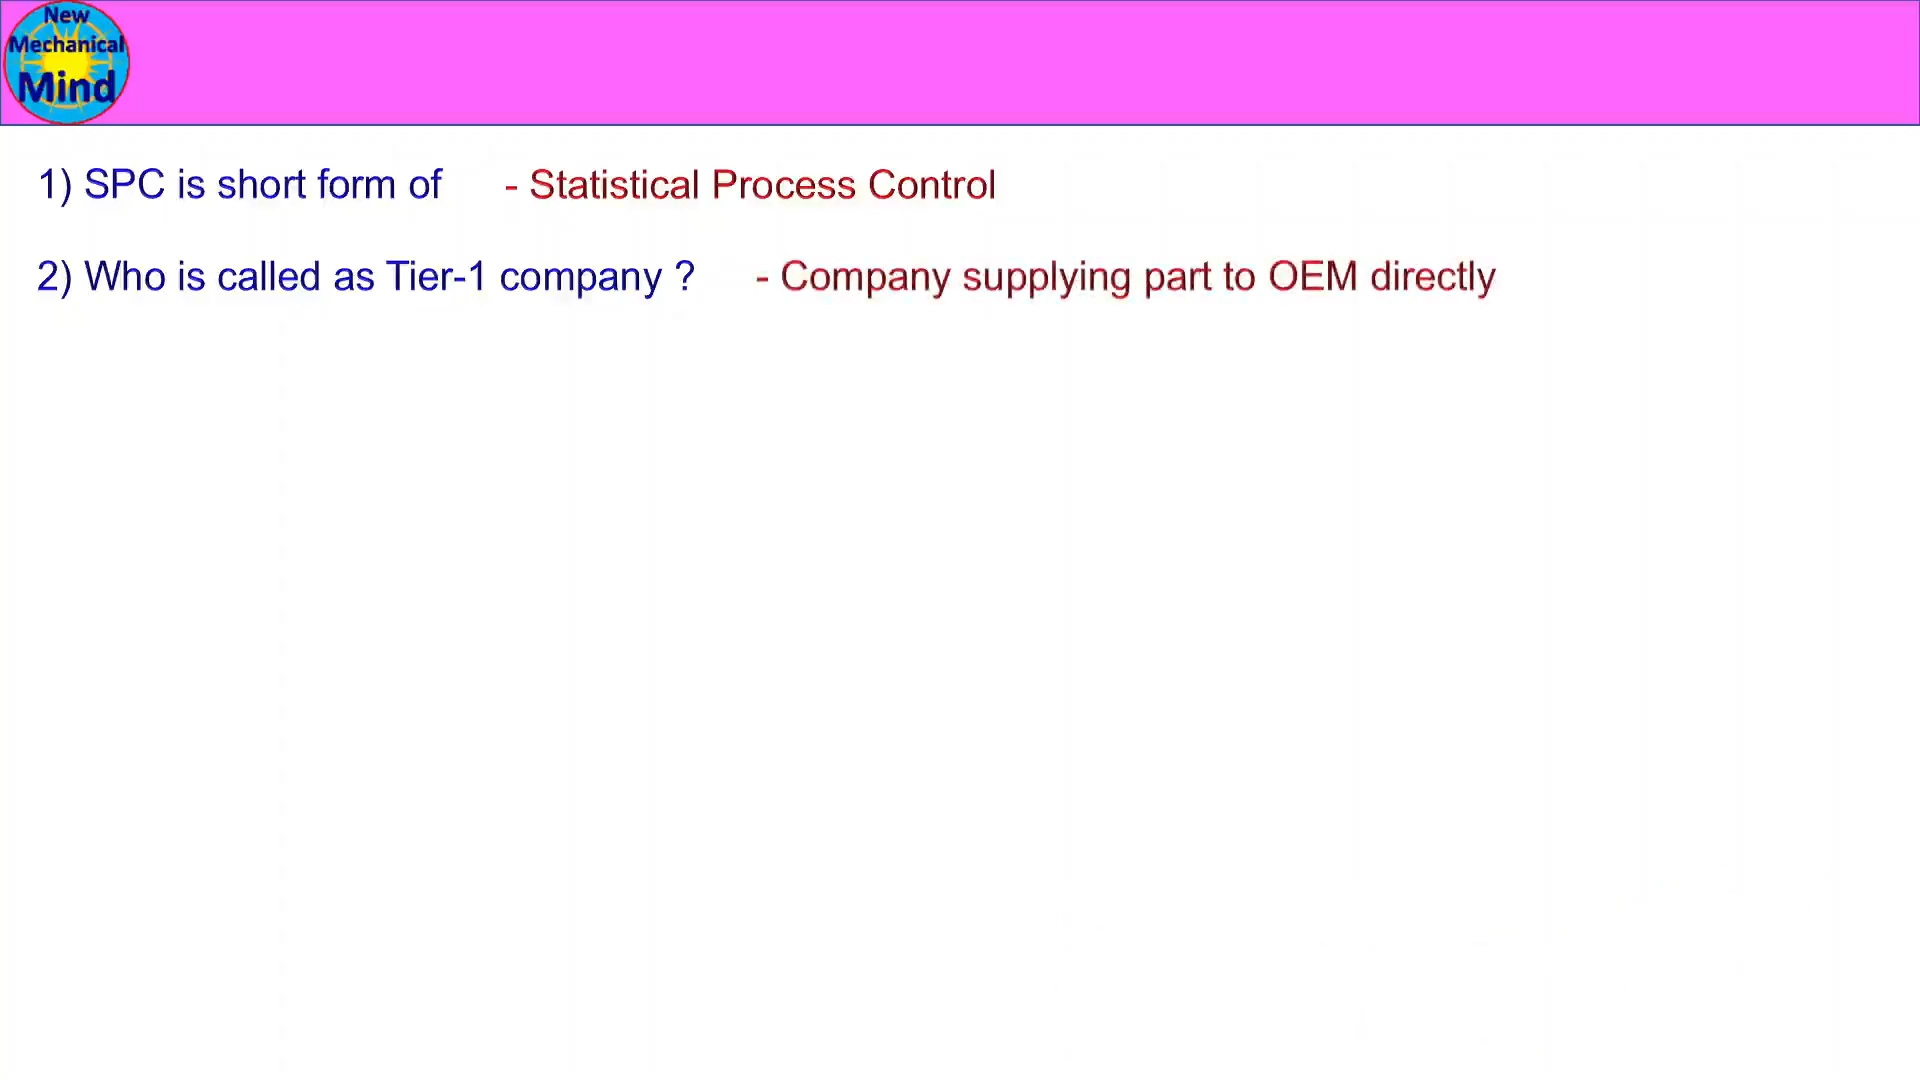 New
Mechanical
Mind
1) SPC is short form of - Statistical Process Control
2) Who is called as Tier-1 company ? - Company supplying part to OEM directly